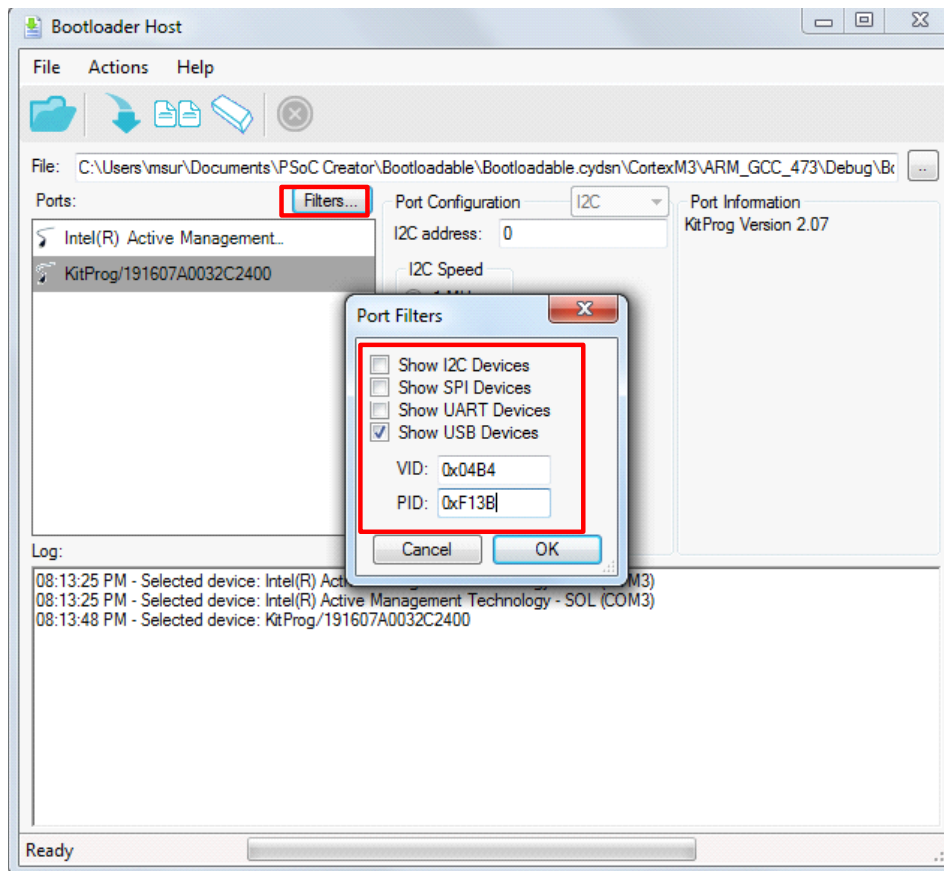 Bootloader Host
File Actions Help
File: C:\Users\msur\Documents\PSoC Creator\Bootloadable\Bootloadable.cydsn\CortexM3\ARM_GCC_473\Debug\Bc ..
Ports: Filters... Port Configuration I2C Port Information
Intel(R) Active Management... I2C address: 0 KitProg Version 2.07
KitProg/191607A0032C2400 I2C Speed
Port Filters
Show I2C Devices
Show SPI Devices
Show UART Devices
Show USB Devices
VID: 0x04B4
PID: 0xF13B
Cancel OK
Log:
08:13:25 PM - Selected device: Intel(R) Acti M3)
08:13:25 PM - Selected device: Intel(R) Active Management Technology - SOL (COM3)
08:13:48 PM - Selected device: KitProg/191607A0032C2400
Ready